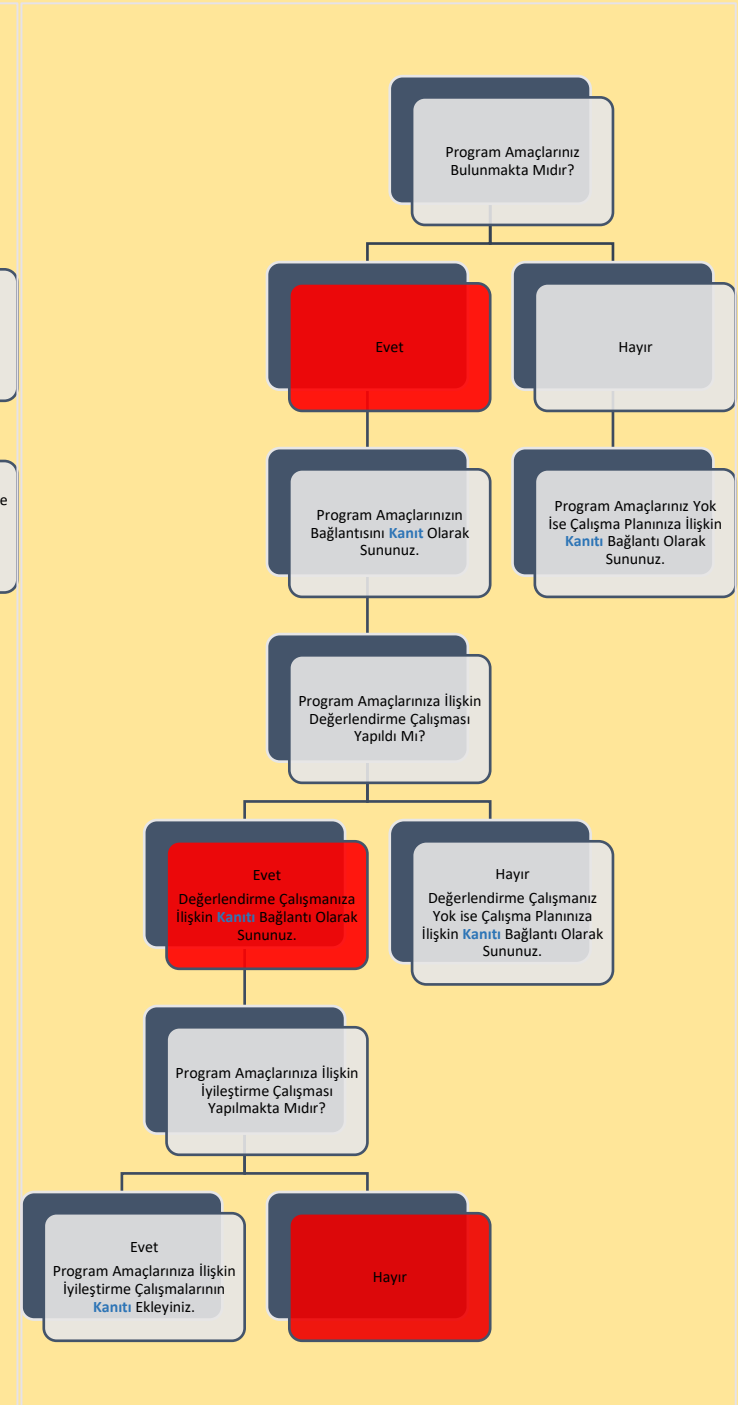 Program Amaçlarınız
Bulunmakta Mıdır?
Evet
Hayır
Program Amaçlarınızın
Bağlantısını Kanıt Olarak
Sununuz.
Program Amaçlarınız Yok
İse Çalışma Planınıza İlişkin
Kanıtı Bağlantı Olarak
Sununuz.
e
Program Amaçlarınıza İlişkin
Değerlendirme Çalışması
Yapıldı Mı?
Evet
Değerlendirme Çalışmanıza
İlişkin Kanıtı Bağlantı Olarak
Sununuz.
Hayır
Değerlendirme Çalışmanız
Yok ise Çalışma Planınıza
İlişkin Kanıtı Bağlantı Olarak
Sununuz.
Program Amaçlarınıza İlişkin
İyileştirme Çalışması
Yapılmakta Mıdır?
Evet
Program Amaçlarınıza İlişkin
İyileştirme Çalışmalarının
Kanıtı Ekleyiniz.
Hayır